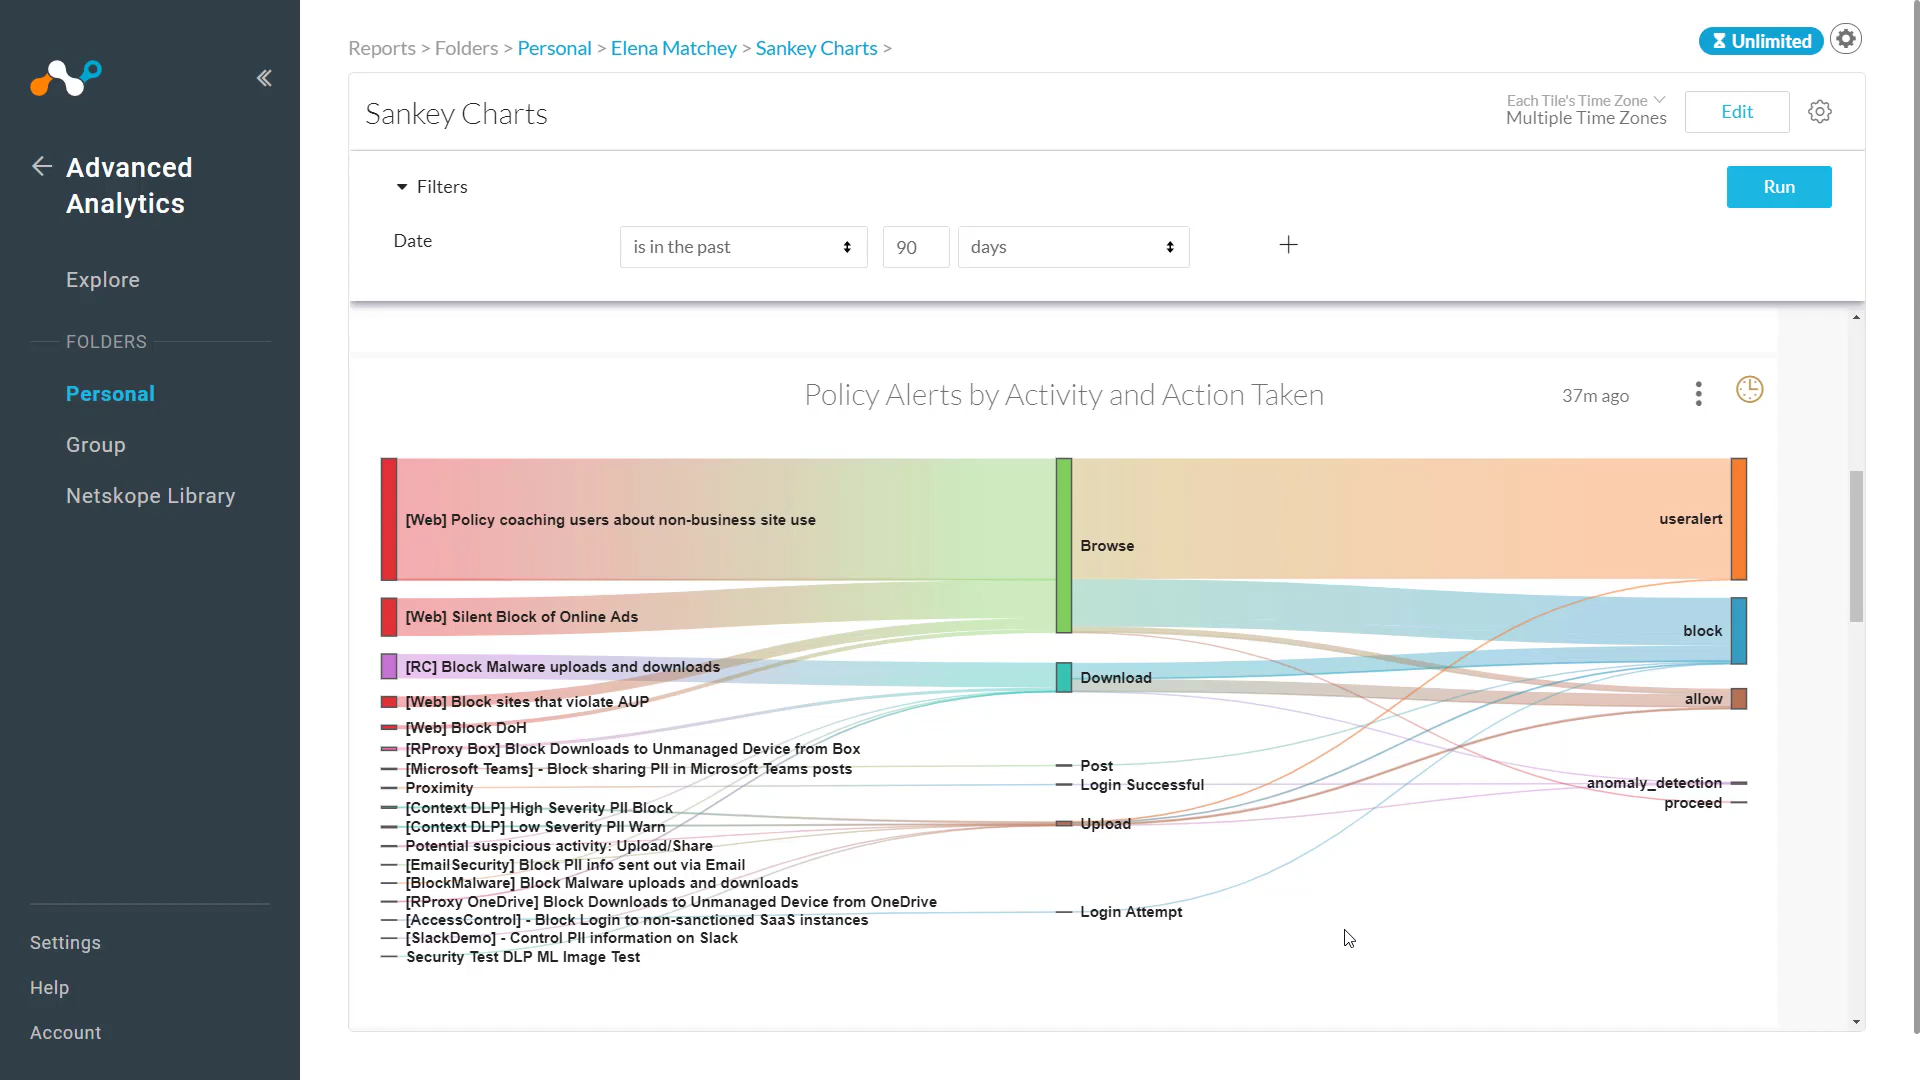 Reports > Folders > Personal > Elena Matchey > Sankey Charts >
Unlimited
Sankey Charts
Each Tile's Time Zone
Multiple Time Zones
Edit
Advanced
Analytics
Explore
FOLDERS
Personal
Group
Netskope Library
Settings
Help
Account
Filters
Run
Date
is in the past
90
days
Policy Alerts by Activity and Action Taken
37m ago
[Web] Policy coaching users about non-business site use
[Web] Silent Block of Online Ads
[RC] Block Malware uploads and downloads
[Web] Block sites that violate AUP
[Web] Block DoH
[RProxy Box] Block Downloads to Unmanaged Device from Box
[Microsoft Teams] - Block sharing PII in Microsoft Teams posts
Proximity
[Context DLP] High Severity PII Block
[Context DLP] Low Severity PII Warn
Potential suspicious activity: Upload/Share
[EmailSecurity] Block PII info sent out via Email
[BlockMalware] Block Malware uploads and downloads
[RProxy OneDrive] Block Downloads to Unmanaged Device from OneDrive
[AccessControl] - Block Login to non-sanctioned SaaS instances
[SlackDemo] - Control PII information on Slack
Security Test DLP ML Image Test
Browse
Download
Post
Login Successful
Upload
Login Attempt
useralert
block
allow
anomaly_detection
proceed